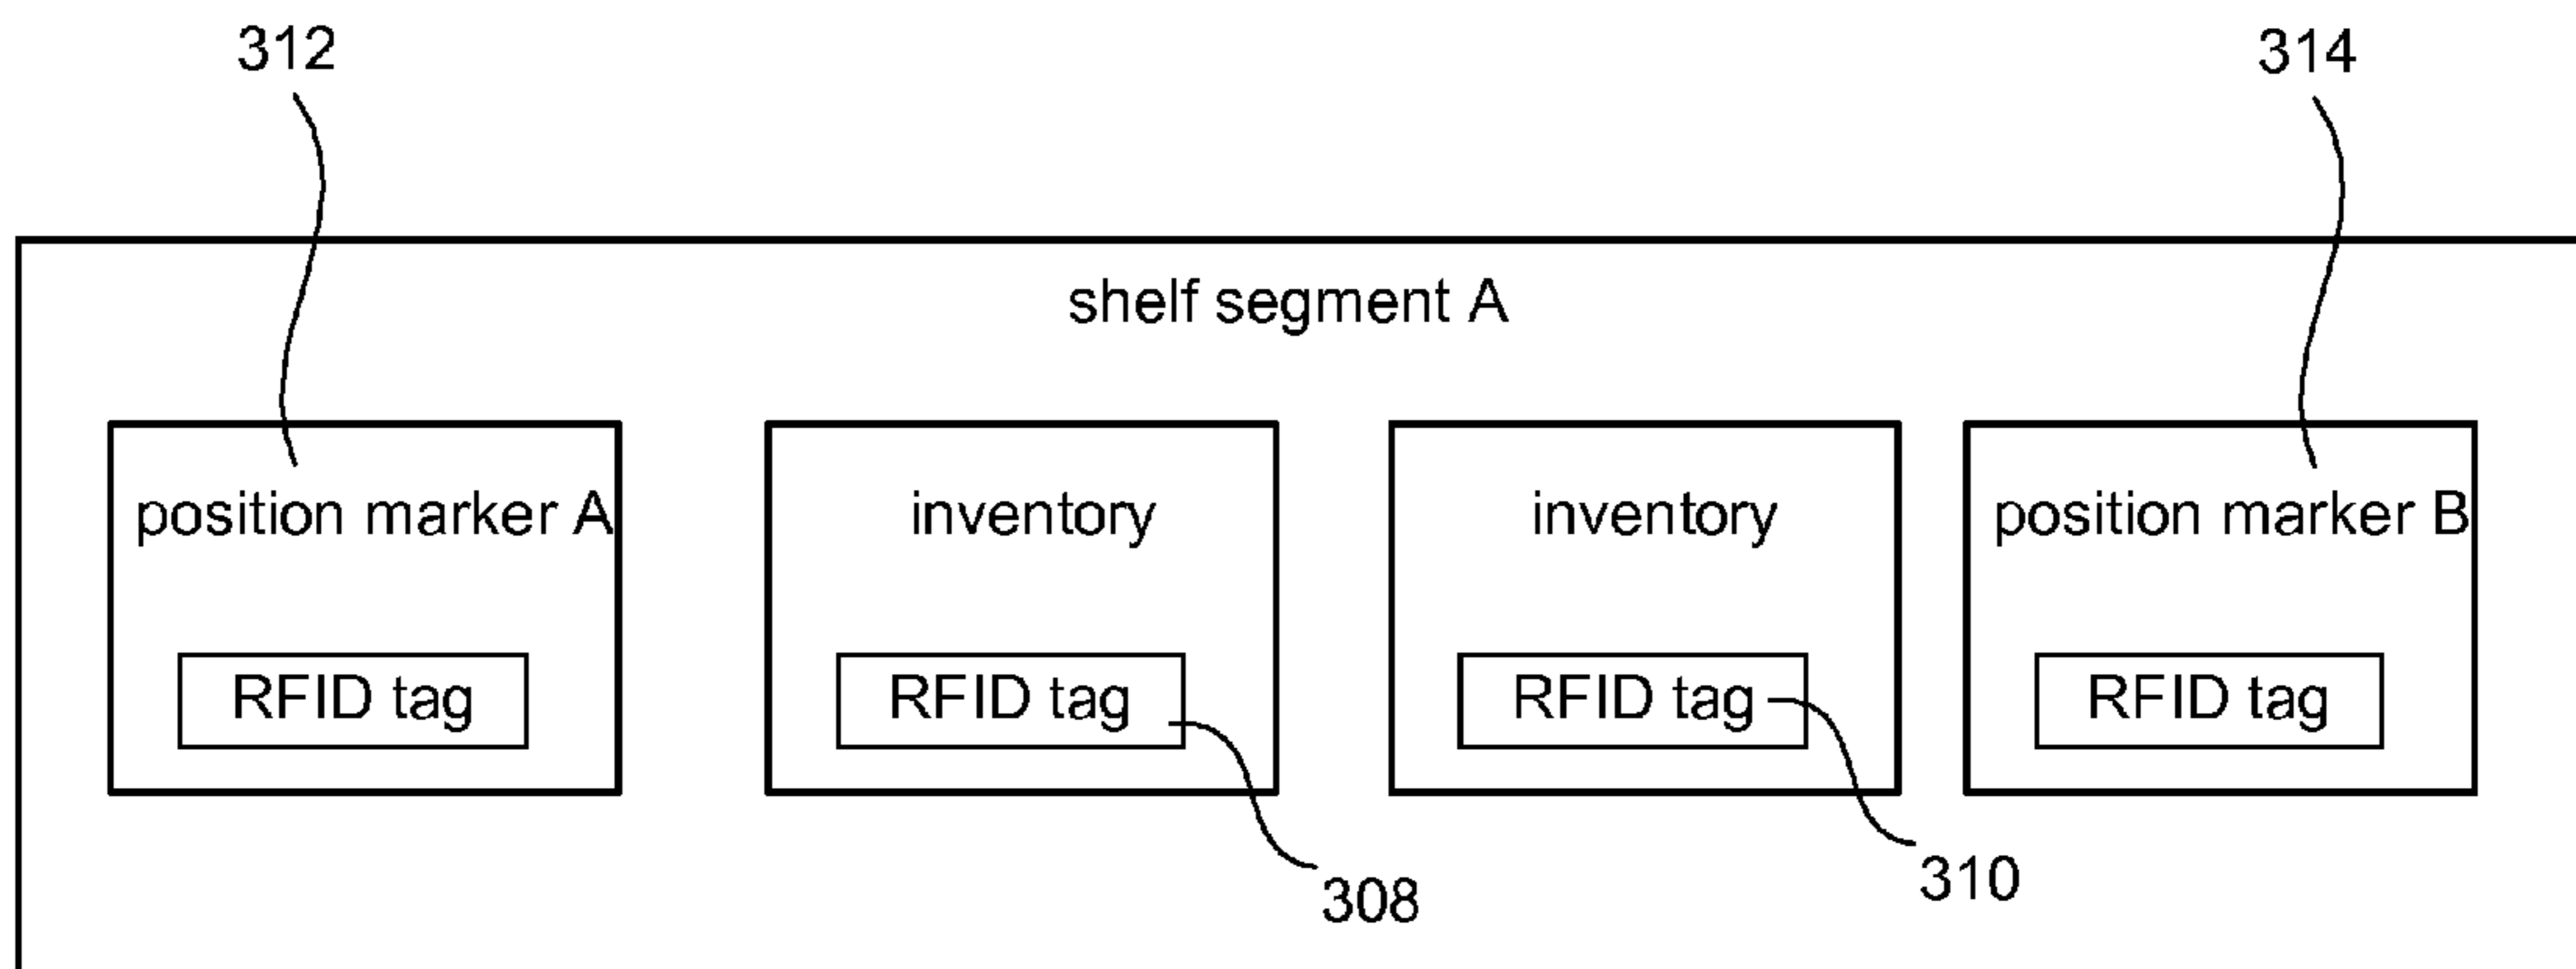 312
314
shelf segment A
position marker A
inventory
inventory
position marker B
RFID tag
RFID tag
RFID tag
RFID tag
308
310